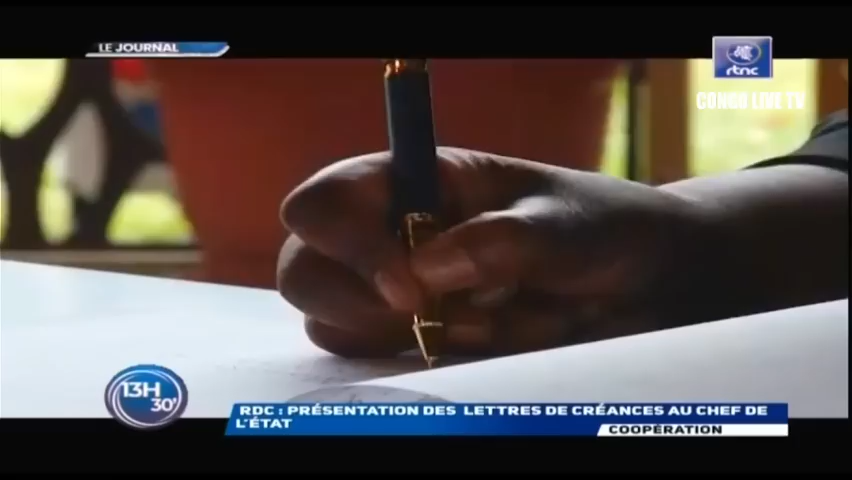 LE JOURNAL
rtnc
CONGO LIVE TV
13H
30'
RDC : PRÉSENTATION DES LETTRES DE CRÉANCES AU CHEF DE
L'ÉTAT
COOPÉRATION